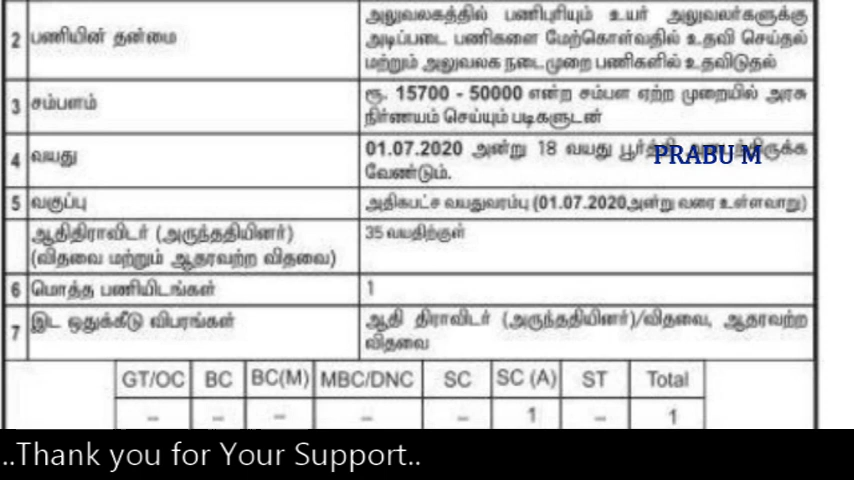 2 பணியின் தன்மை
அலுவலகத்தில் பணிபுரியும் உயர் அலுவலர்களுக்கு
அடிப்படை பணிகளை மேற்கொள்வதில் உதவி செய்தல்
மற்றும் அலுவலக நடைமுறை பணிகளில் உதவிடுதல்
3 சம்பளம்
ரூ. 15700 - 50000 என்ற சம்பள ஏற்ற முறையில் அரசு
நிர்ணயம் செய்யும் படிகளுடன்
4 வயது
01.07.2020 அன்று 18 வயது
PRABU M
வேண்டும்.
5 வகுப்பு
அதிகபட்ச வயதுவரம்பு (01.07.2020அன்று வரை உள்ளவாறு)
ஆதிதிராவிடர் (அருந்ததியினர்)
(விதவை மற்றும் ஆதரவற்ற விதவை)
35 வயதிற்குள்
6 மொத்த பணியிடங்கள்
1
7 இட ஒதுக்கீடு விபரங்கள்
ஆதி திராவிடர் (அருந்ததியினர்)/விதவை, ஆதரவற்ற
விதவை
GT/OC BC BC(M) MBC/DNC SC SC (A) ST Total
– – – – – 1 – 1
..Thank you for Your Support..